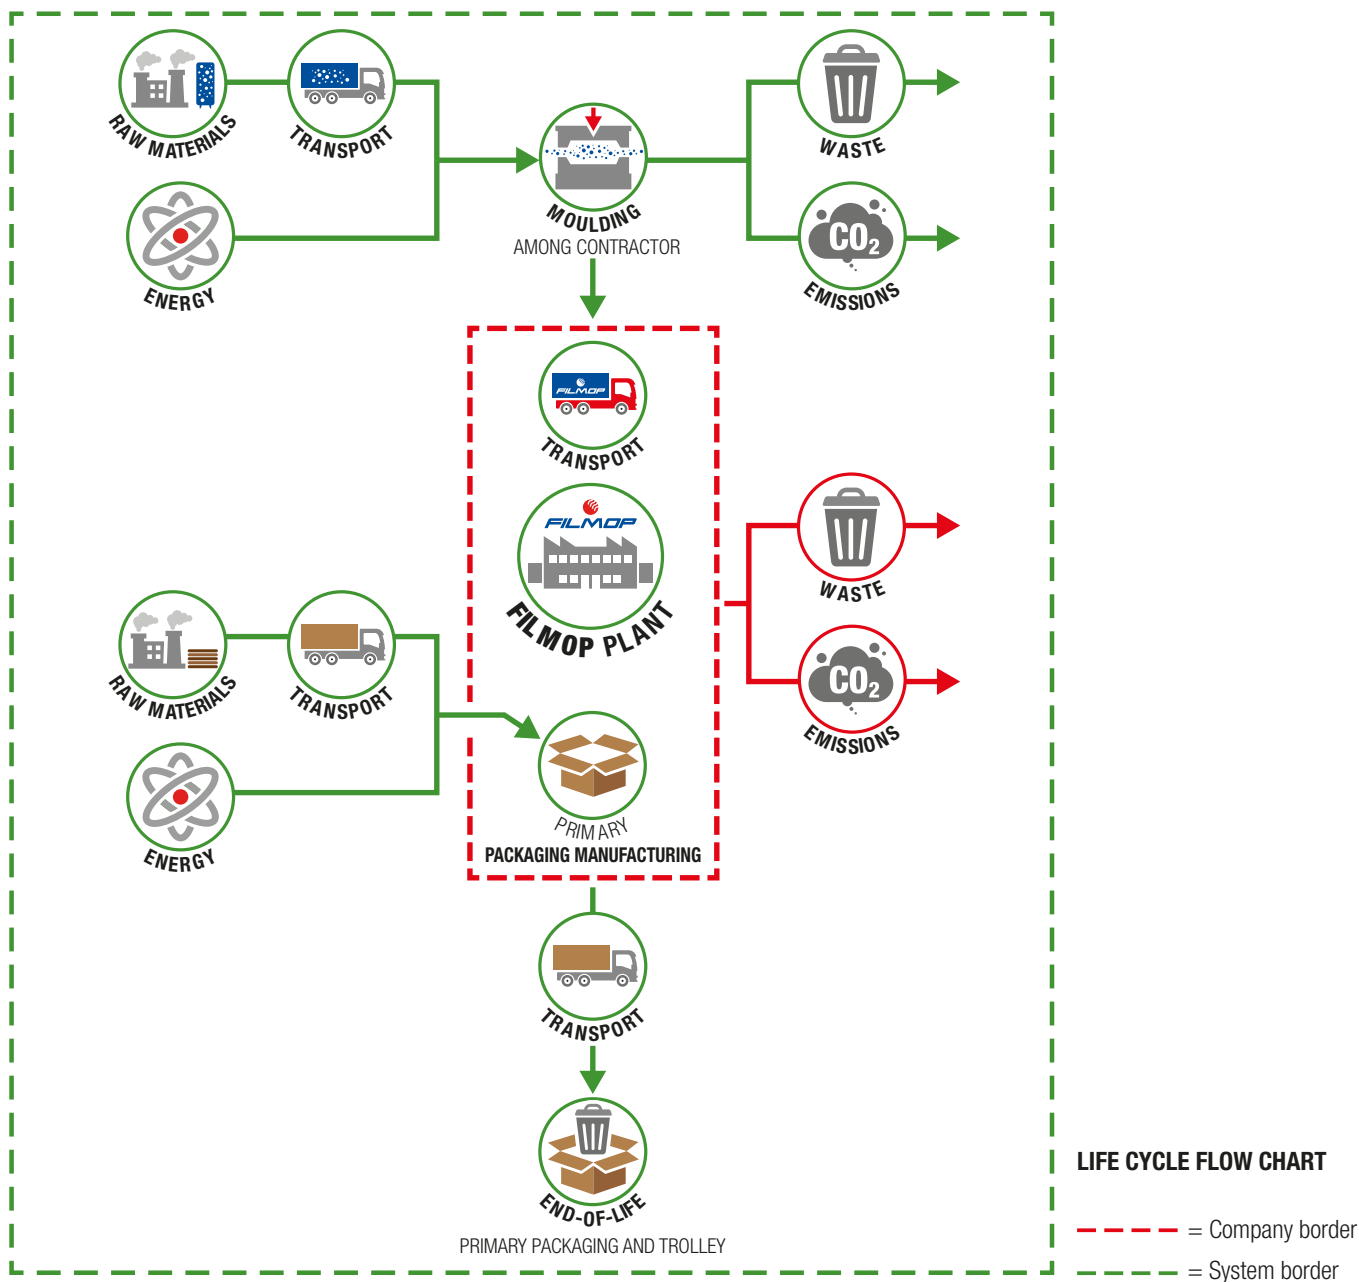 RAW MATERIALS
TRANSPORT
ENERGY
MOULDING
AMONG CONTRACTOR
WASTE
CO2
EMISSIONS
FILMOP
TRANSPORT
FILMOP
FILMOP PLANT
WASTE
CO2
EMISSIONS
RAW MATERIALS
TRANSPORT
ENERGY
PRIMARY
PACKAGING MANUFACTURING
TRANSPORT
END-OF-LIFE
PRIMARY PACKAGING AND TROLLEY
LIFE CYCLE FLOW CHART
= Company border
= System border